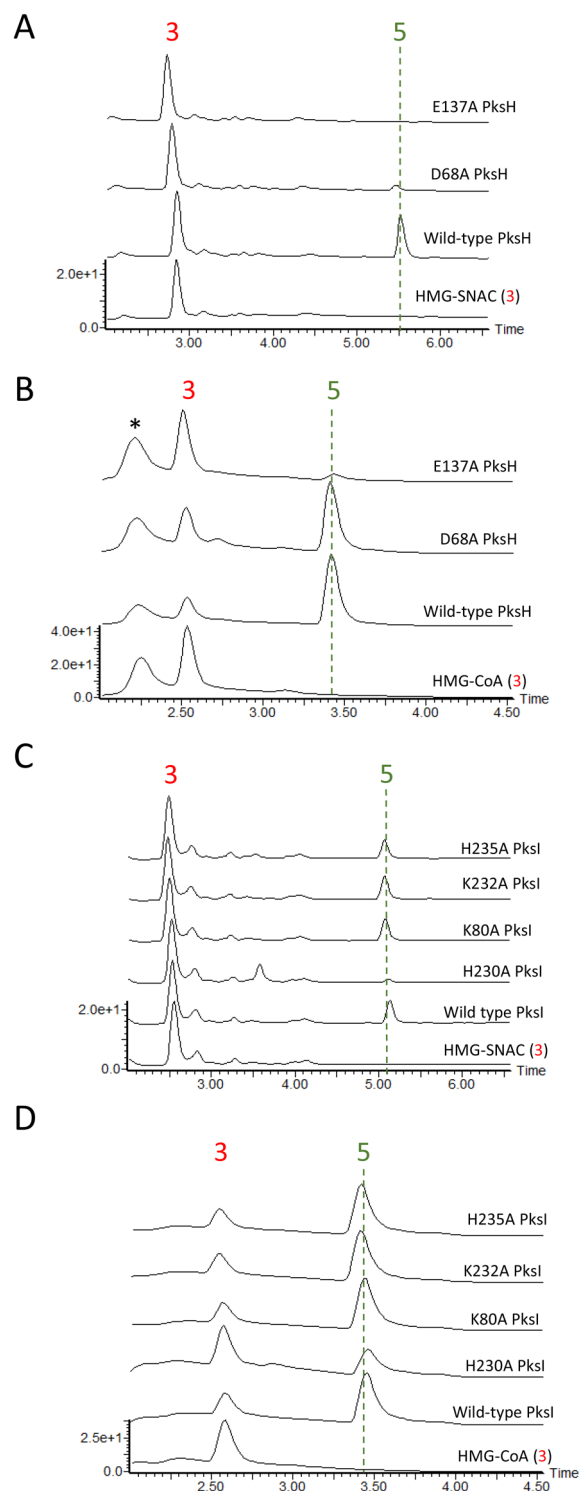 A
3 5
E137A PksH
D68A PksH
Wild-type PksH
2.0e+1
HMG-SNAC (3)
0.0
3.00 4.00 5.00 6.00 Time
B
3 5
*
E137A PksH
D68A PksH
Wild-type PksH
4.0e+1
2.0e+1
HMG-CoA (3)
0.0
2.50 3.00 3.50 4.00 4.50 Time
C
3 5
H235A PksI
K232A PksI
K80A PksI
H230A PksI
2.0e+1
Wild type PksI
HMG-SNAC (3)
0.0
3.00 4.00 5.00 6.00 Time
D
3 5
H235A PksI
K232A PksI
K80A PksI
H230A PksI
Wild-type PksI
2.5e+1
HMG-CoA (3)
0.0
2.50 3.00 3.50 4.00 4.50 Time